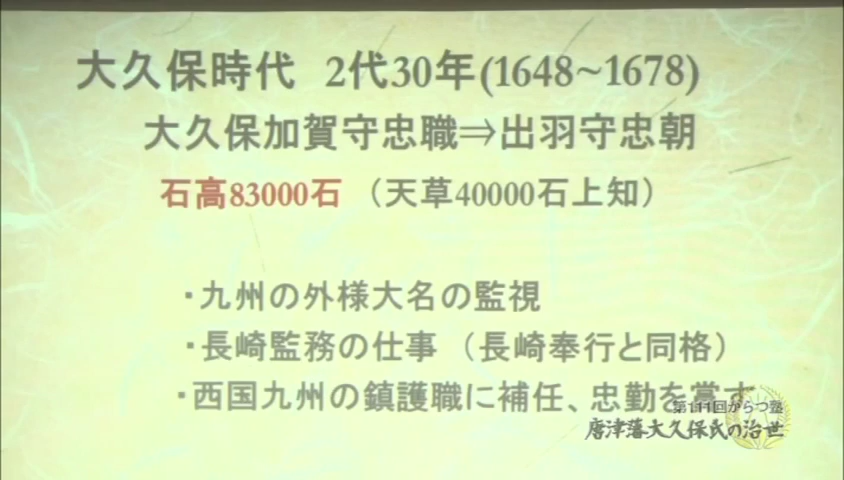 大久保時代 2代30年(1648~1678)
大久保加賀守忠職⇒出羽守忠朝
石高83000石 （天草40000石上知）
・九州の外様大名の監視
・長崎監務の仕事 （長崎奉行と同格）
・西国九州の鎮護職に補任、忠勤を賞す
第111回からつ塾
唐津藩大久保氏の治世